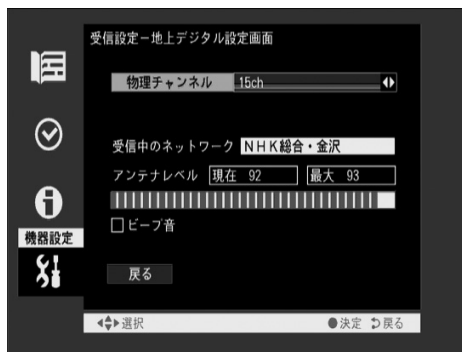 受信設定－地上デジタル設定画面
物理チャンネル 15ch
受信中のネットワーク NHK総合・金沢
アンテナレベル 現在 92 最大 93
ビープ音
機器設定
戻る
選択 決定 戻る